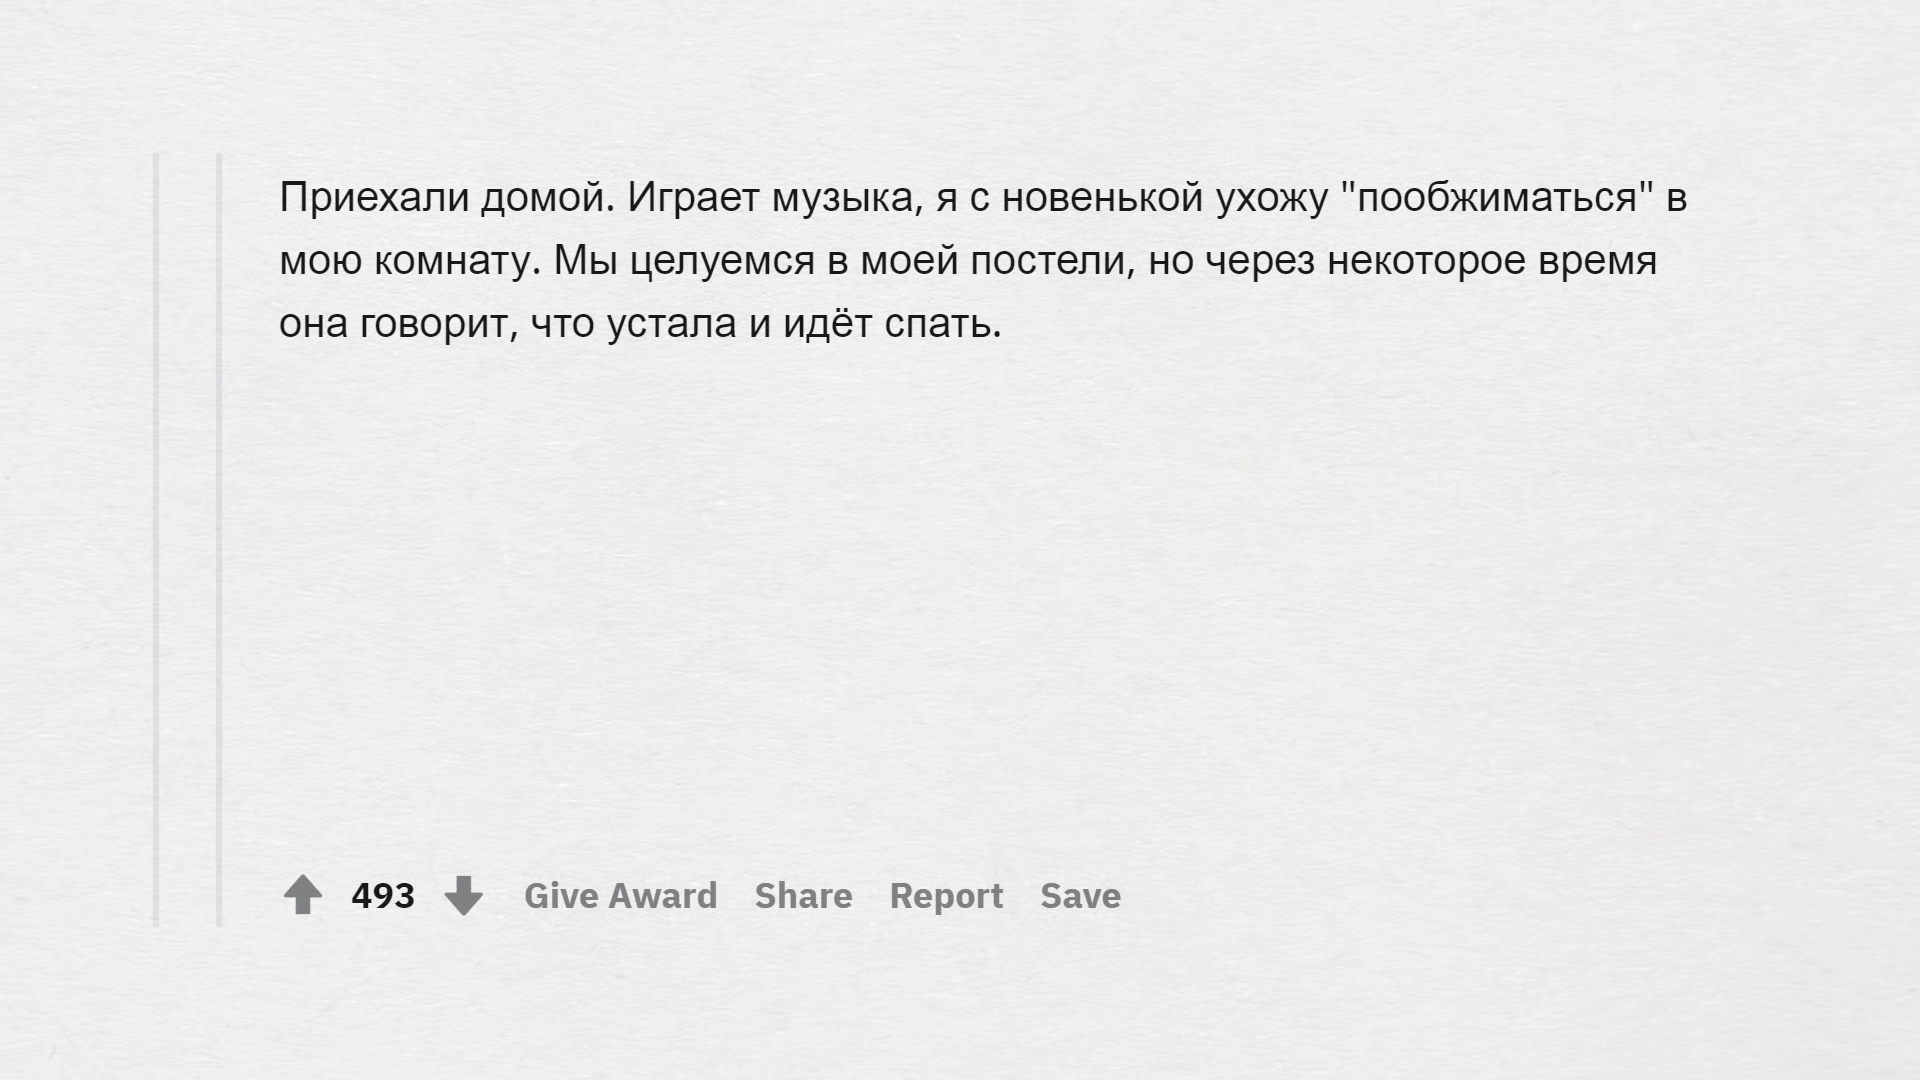 Приехали домой. Играет музыка, я с новенькой ухожу "пообжиматься" в
мою комнату. Мы целуемся в моей постели, но через некоторое время
она говорит, что устала и идёт спать.
493 Give Award Share Report Save